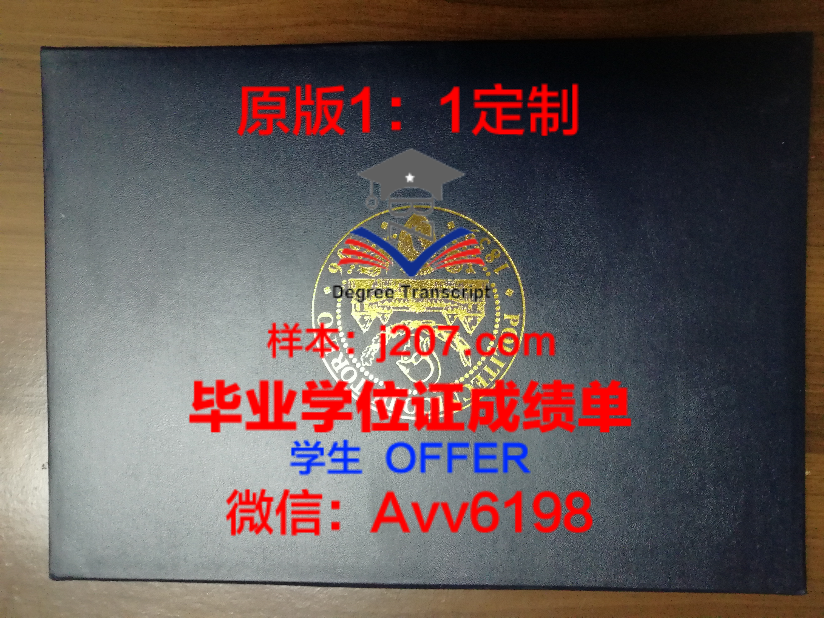 原版1：1定制
Degree Transcript
样本：j207.com
毕业学位证成绩单
学生 OFFER
微信：Avv6198